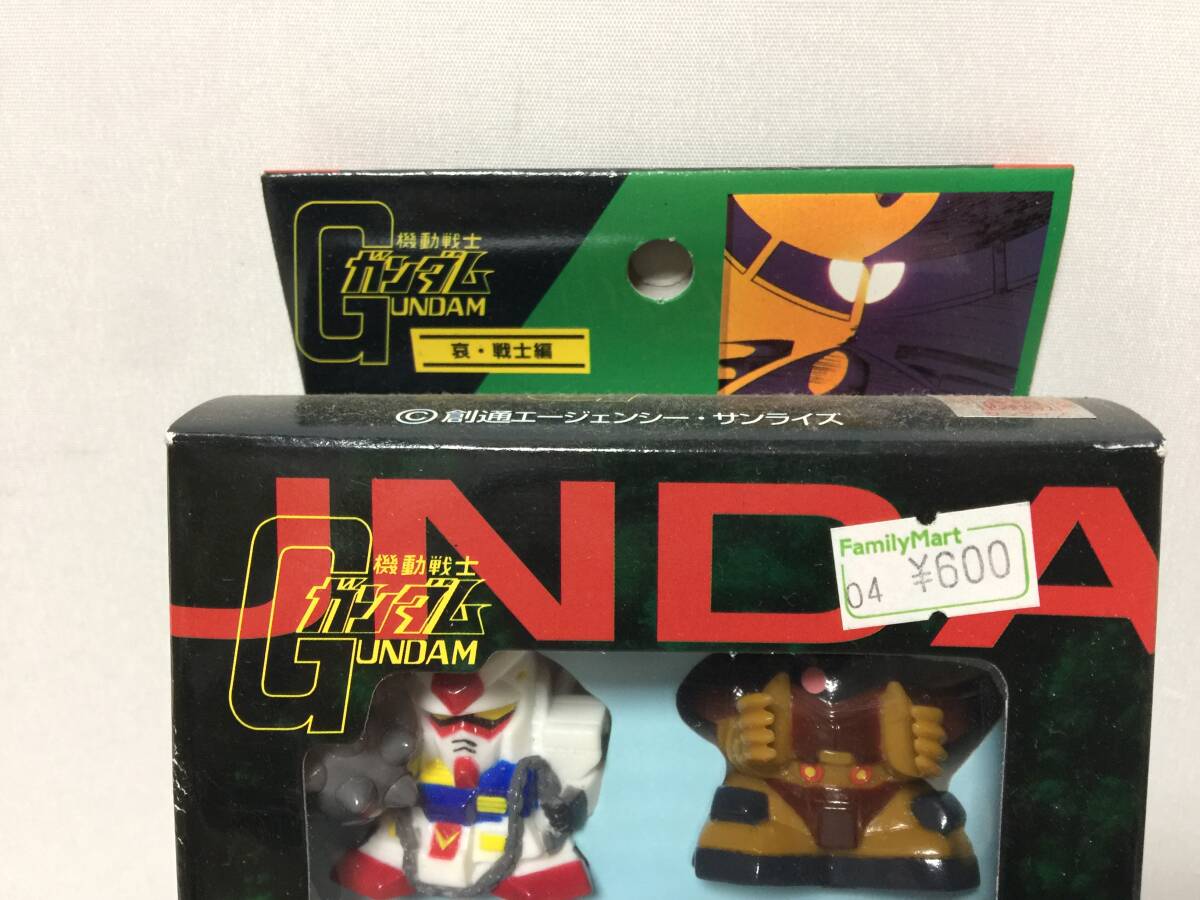 機動戦士
ガンダム
GUNDAM
哀・戦士編
©創通エージェンシー・サンライズ
UNDA
機動戦士
ガンダム
GUNDAM
FamilyMart
04 ¥600